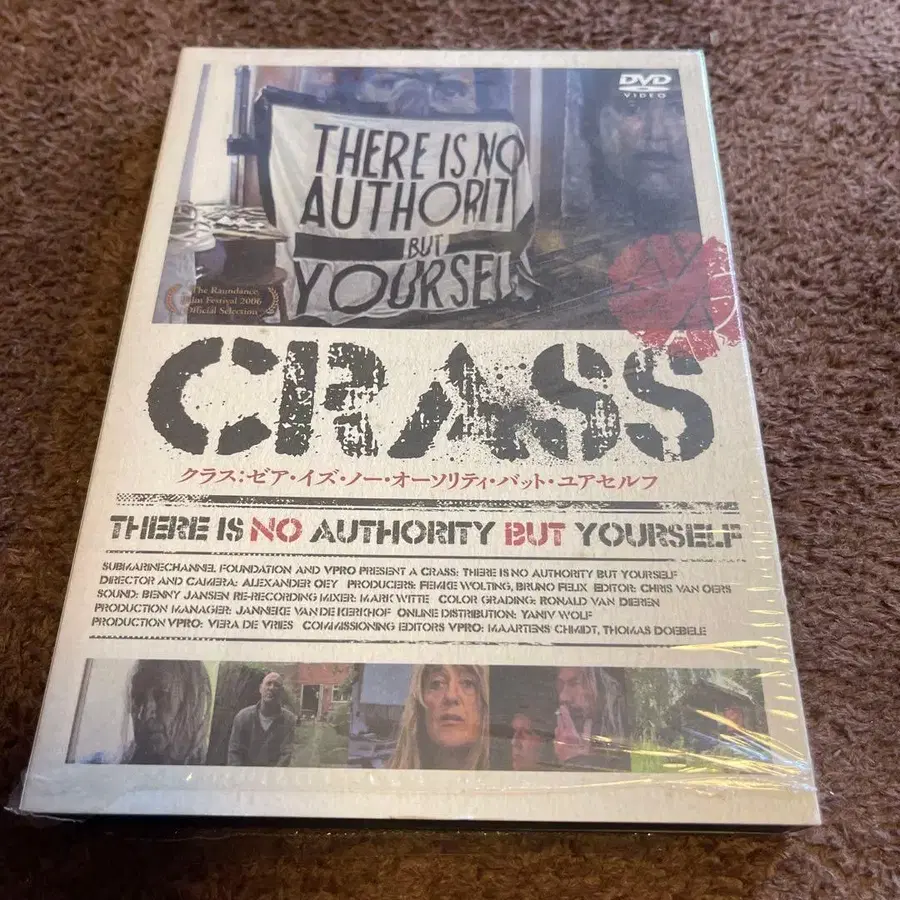 DVD
VIDEO
THERE IS NO
AUTHORIT
BUT
YOURSEL
The Raundance
Film Festival 2006
Official Selection
CRASS
クラス:ゼア・イズ・ノー・オーソリティ・バット・ユアセルフ
THERE IS NO AUTHORITY BUT YOURSELF
SUBMARINECHANNEL FOUNDATION AND VPRO PRESENT A CRASS: THERE IS NO AUTHORITY BUT YOURSELF
DIRECTOR AND CAMERA: ALEXANDER OEY PRODUCERS: FEMKE WOLTING, BRUNO FELIX EDITOR: CHRIS VAN OERS
SOUND: BENNY JANSEN RE-RECORDING MIXER: MARK WITTE COLOR GRADING: RONALD VAN DIEREN
PRODUCTION MANAGER: JANNEKE VAN DE KERKHOF ONLINE DISTRIBUTION: YANIV WOLF
PRODUCTION VPRO: VERA DE VRIES COMMISSIONING EDITORS VPRO: MAARTENS CHMIDT, THOMAS DOEBELE